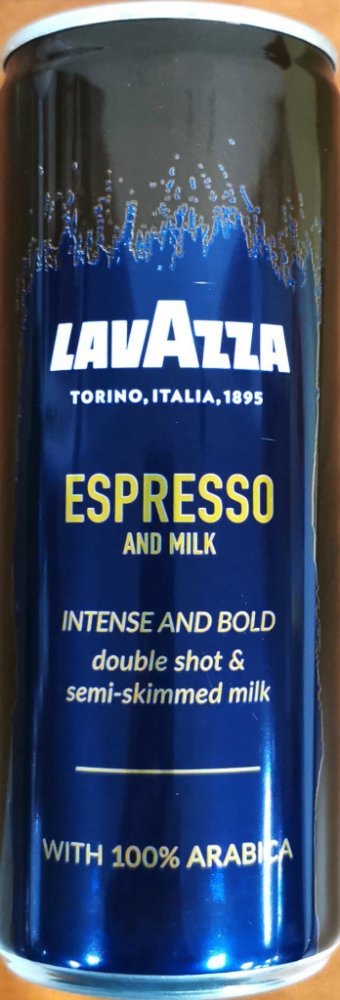 LAVAZZA
TORINO, ITALIA, 1895
ESPRESSO
AND MILK
INTENSE AND BOLD
double shot &
semi-skimmed milk
WITH 100% ARABICA